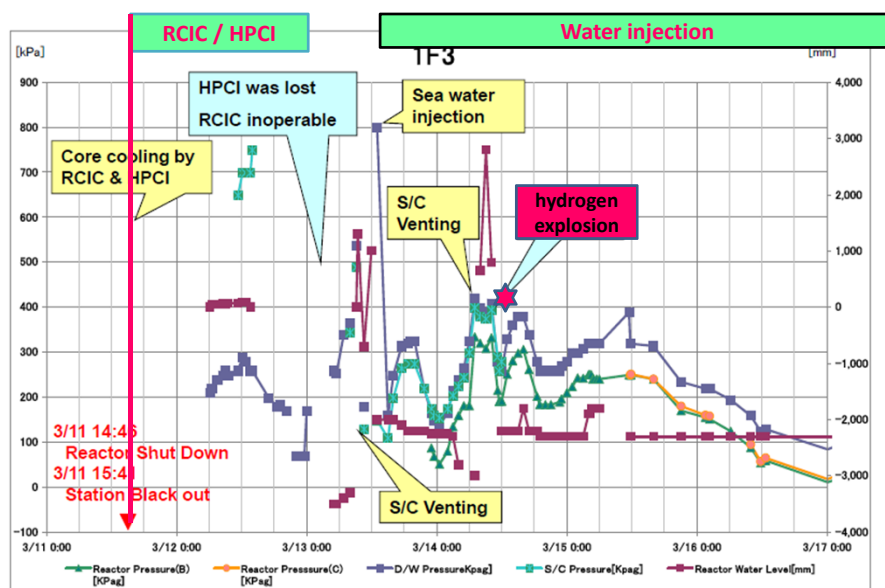 RCIC / HPCI
Water injection
1F3
[kPa]
[mm]
900
800
700
600
500
400
300
200
100
0
-100
4,000
3,000
2,000
1,000
0
-1,000
-2,000
-3,000
-4,000
HPCI was lost
RCIC inoperable
Sea water
injection
Core cooling by
RCIC & HPCI
S/C
Venting
hydrogen
explosion
3/11 14:46
Reactor Shut Down
3/11 15:41
Station Black out
S/C Venting
3/11 0:00
3/12 0:00
3/13 0:00
3/14 0:00
3/15 0:00
3/16 0:00
3/17 0:00
Reactor Pressure(B)
[KPag]
Reactor Presssure(C)
[KPag]
D/W PressureKpag]
S/C Pressure[Kpag]
Reactor Water Level[mm]